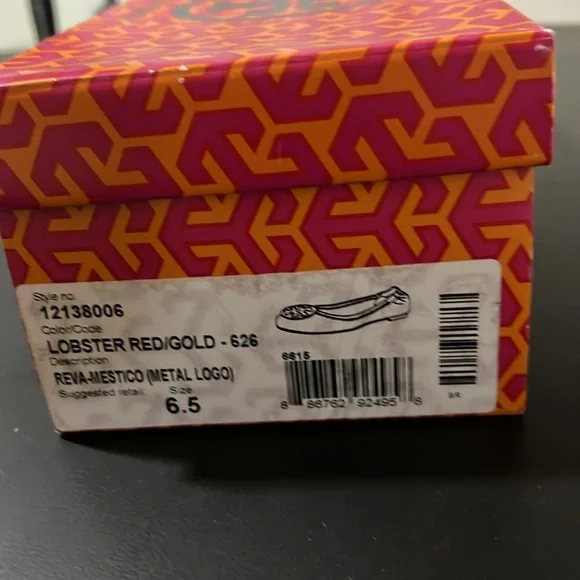 Style no.
12138006
Color/Code
LOBSTER RED/GOLD - 626
Description
REVA-MESTICO (METAL LOGO)
Suggested retail
Size
6.5
6615
8 86762 92495 8